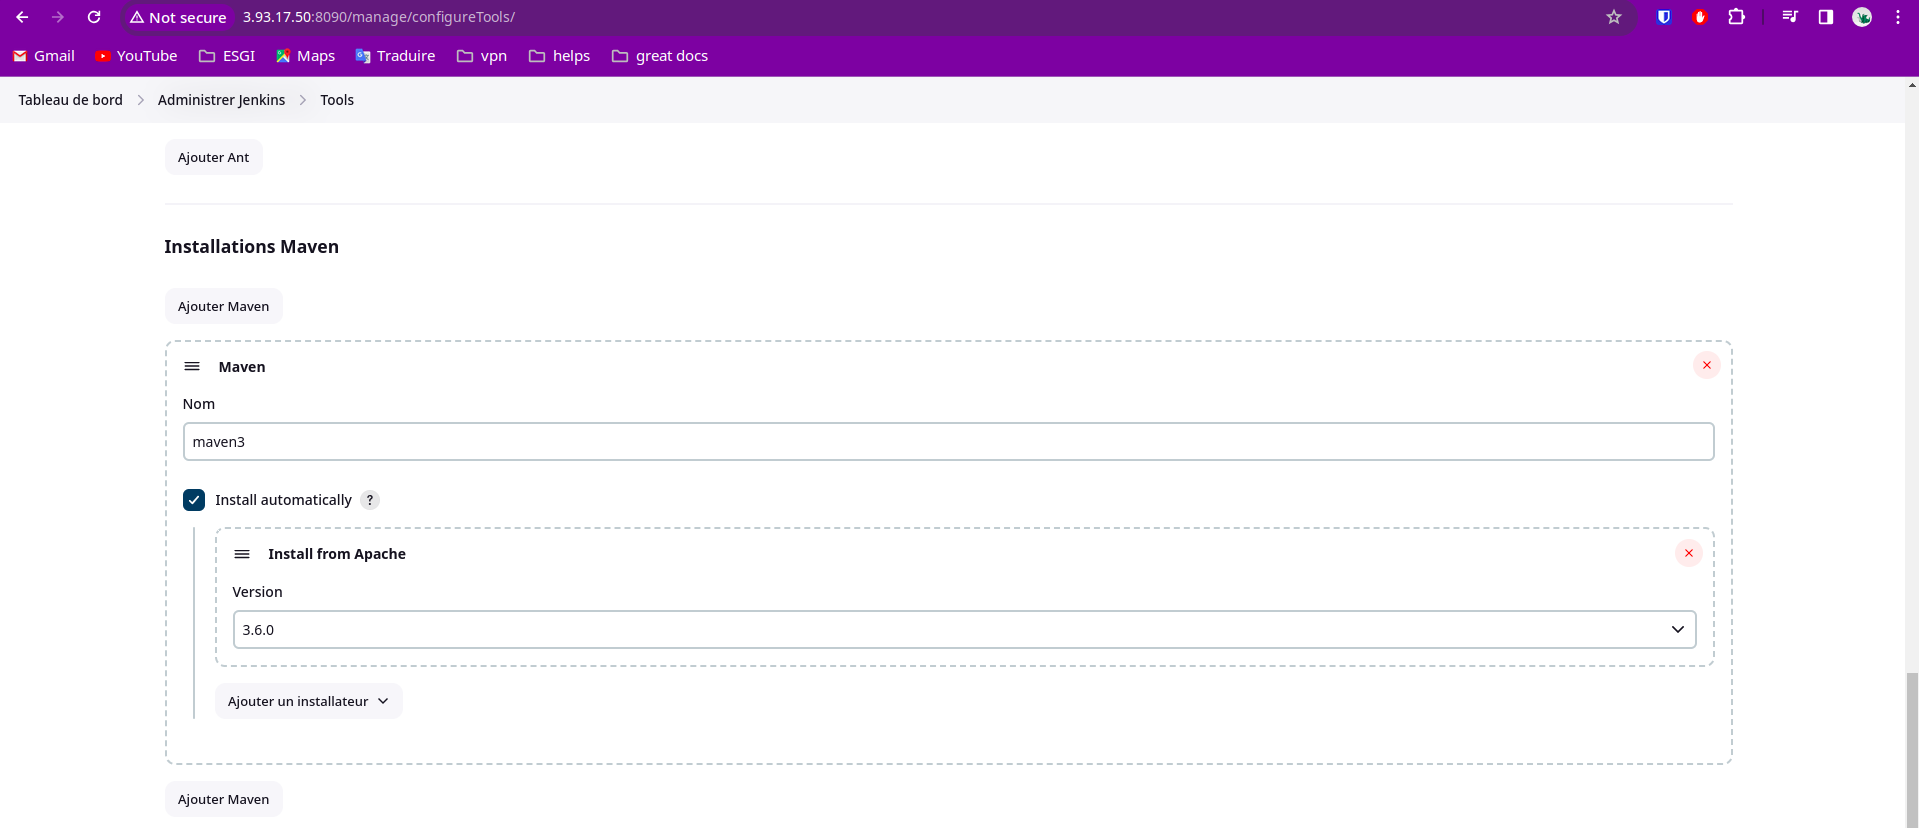 Not secure 3.93.17.50:8090/manage/configureTools/
Gmail YouTube ESGI Maps Traduire vpn helps great docs
Tableau de bord Administrer Jenkins Tools
Ajouter Ant
Installations Maven
Ajouter Maven
Maven
Nom
maven3
Install automatically ?
Install from Apache
Version
3.6.0
Ajouter un installateur
Ajouter Maven